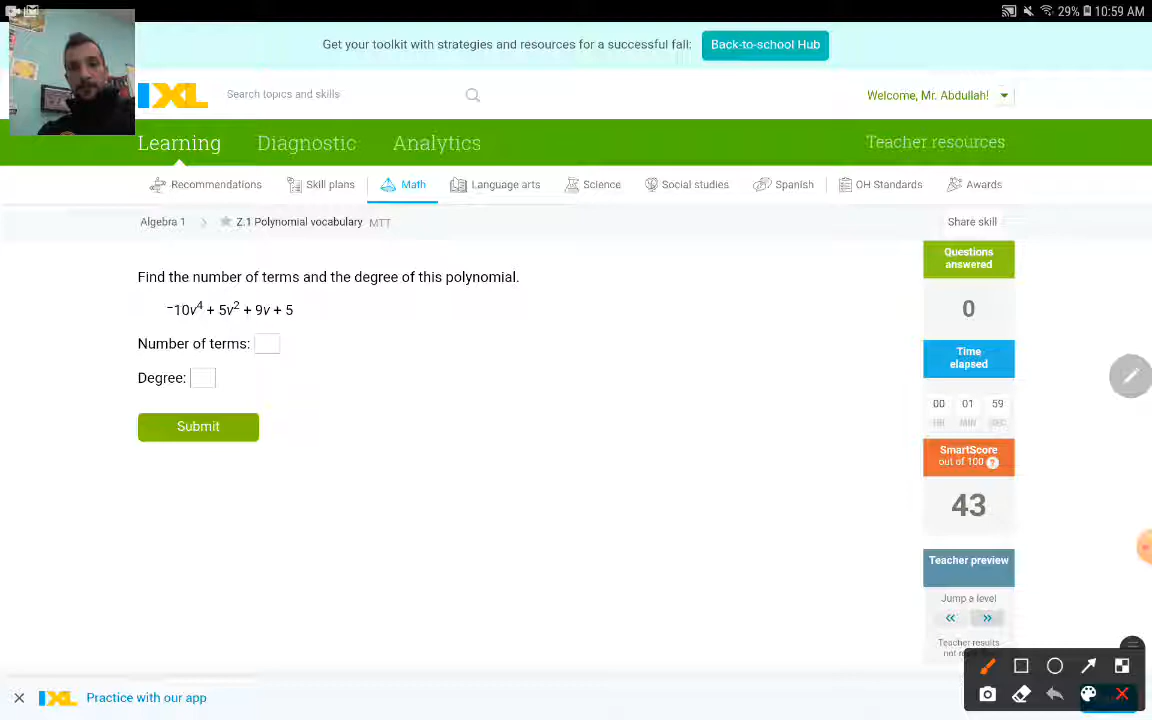 29% 10:59 AM
Get your toolkit with strategies and resources for a successful fall: Back-to-school Hub
IXL Search topics and skills Welcome, Mr. Abdullah!
Learning Diagnostic Analytics Teacher resources
Recommendations Skill plans Math Language arts Science Social studies Spanish OH Standards Awards
Algebra 1 Z.1 Polynomial vocabulary MTT Share skill
Find the number of terms and the degree of this polynomial.
⁻10v⁴ + 5v² + 9v + 5
Number of terms:
Degree:
Submit
Questions
answered
0
Time
elapsed
00 01 59
HR MIN SEC
SmartScore
out of 100 ?
43
Teacher preview
Jump a level
« »
Teacher results
not
IXL Practice with our app